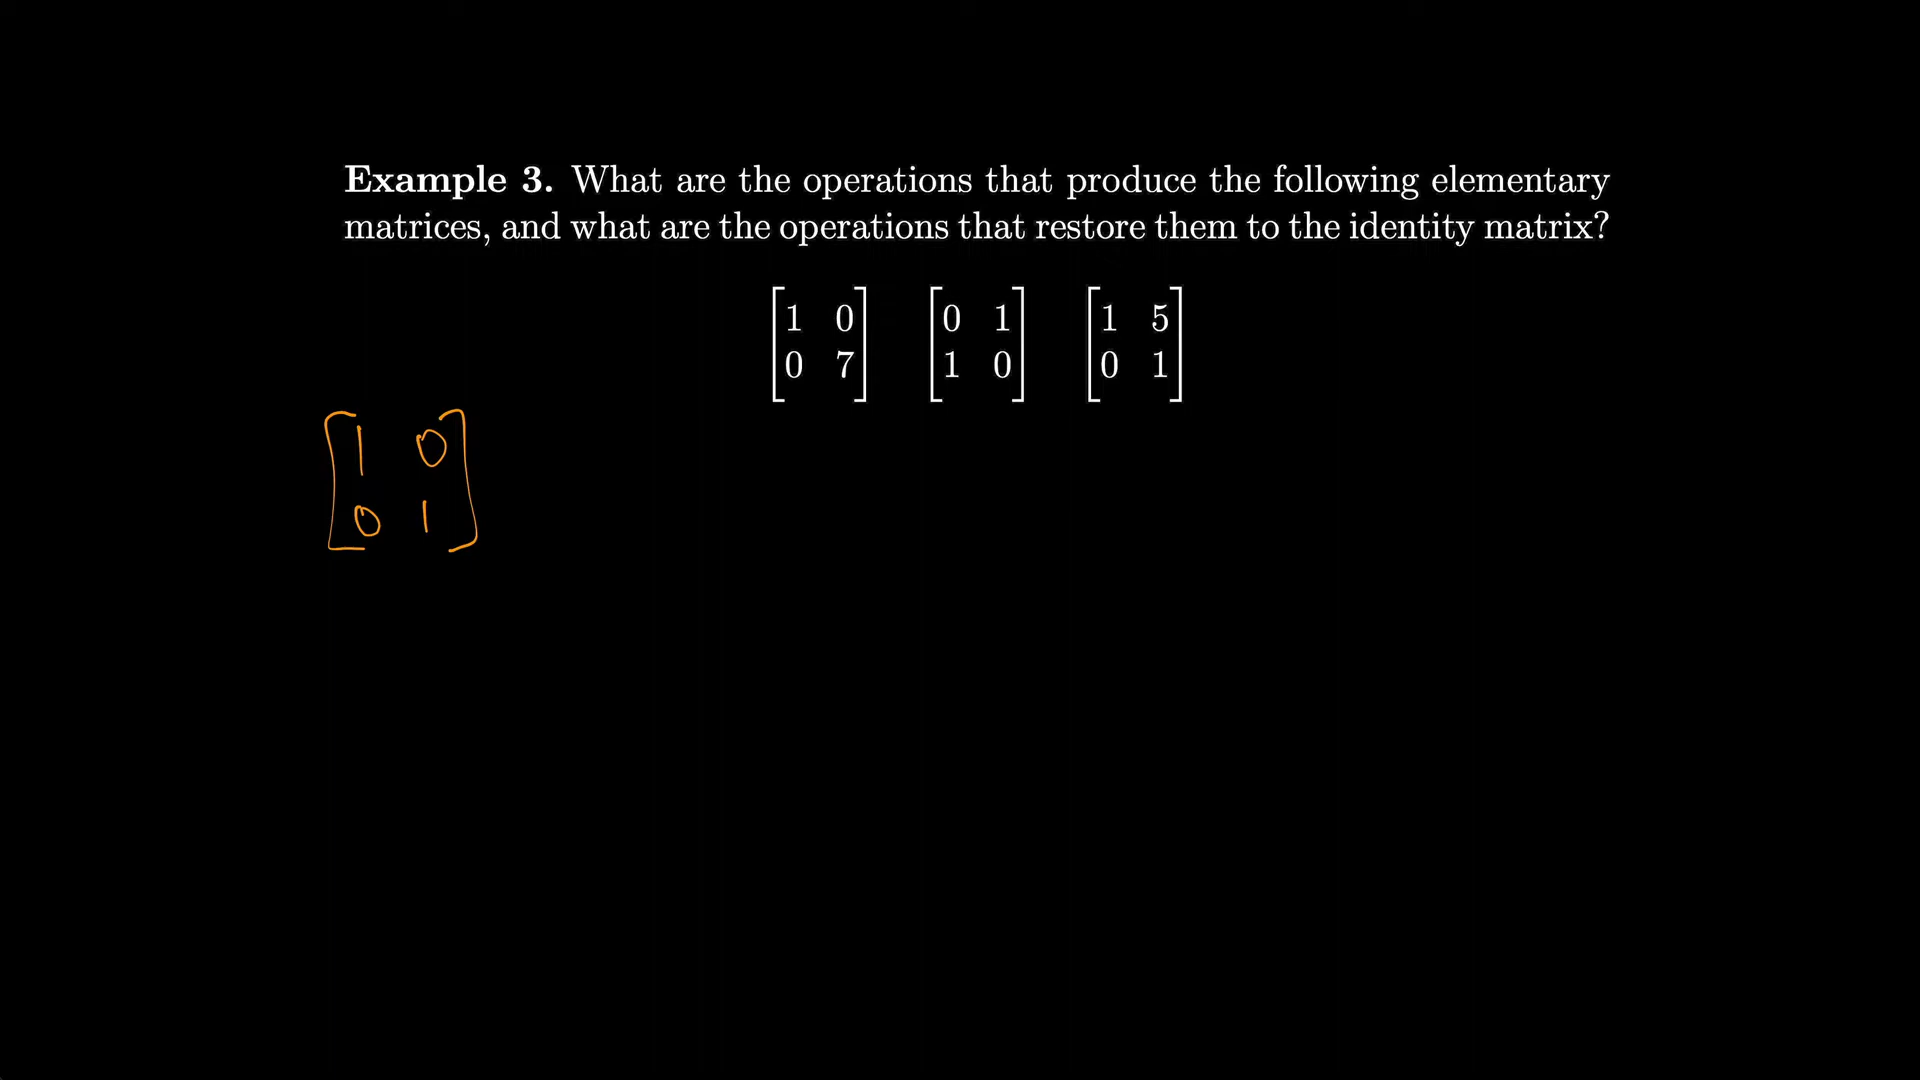 Example 3. What are the operations that produce the following elementary
matrices, and what are the operations that restore them to the identity matrix?
[1 0] [0 1] [1 5]
[0 7] [1 0] [0 1]
[1 0]
[0 1]